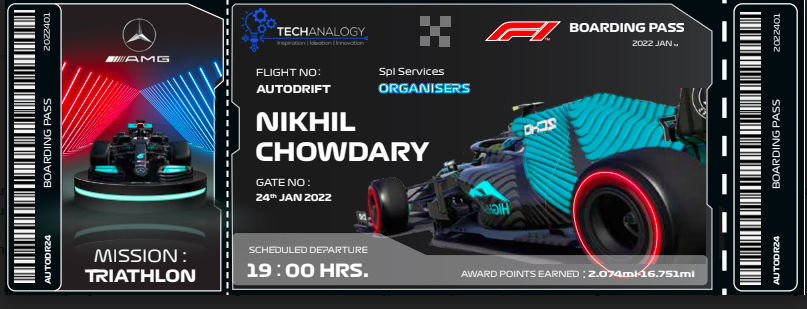 2022401
BOARDING PASS
AUTODR24
AMG
MISSION :
TRIATHLON
TECHANALOGY
Inspiration | Ideation | Innovation
F1
BOARDING PASS
2022 JAN
FLIGHT NO:
AUTODRIFT
Spl Services
ORGANISERS
NIKHIL
CHOWDARY
GATE NO :
24th JAN 2022
SCHEDULED DEPARTURE
19 : 00 HRS.
AWARD POINTS EARNED : 2.074mi-16.751mi
2022401
BOARDING PASS
AUTODR24